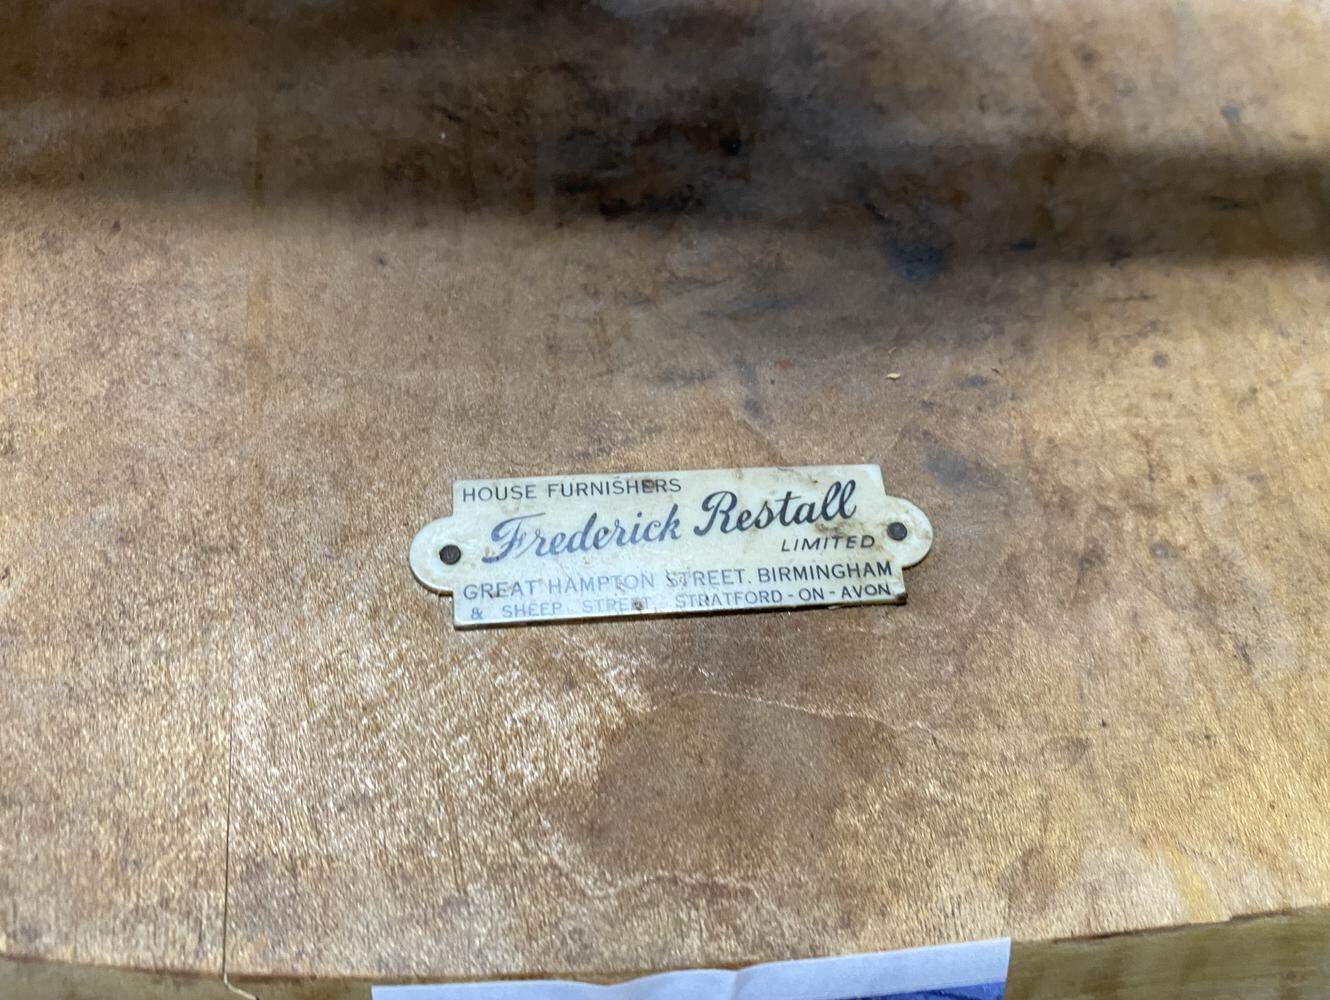 HOUSE FURNISHERS
Frederick Restall
LIMITED
GREAT HAMPTON STREET. BIRMINGHAM
& SHEEP STREET, STRATFORD-ON-AVON